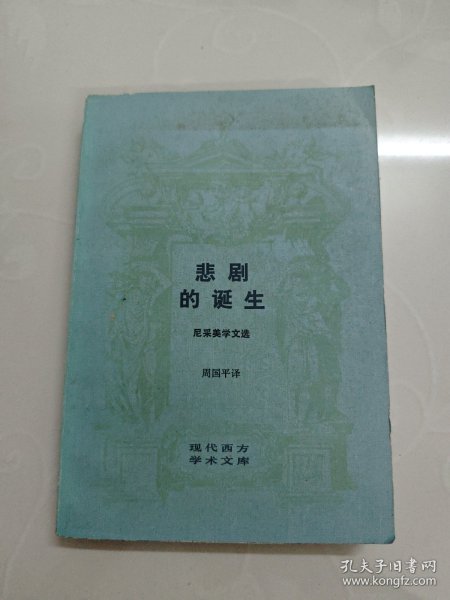 悲剧
的诞生
尼采美学文选
周国平译
现代西方
学术文库
孔夫子旧书网
www.kongfz.com